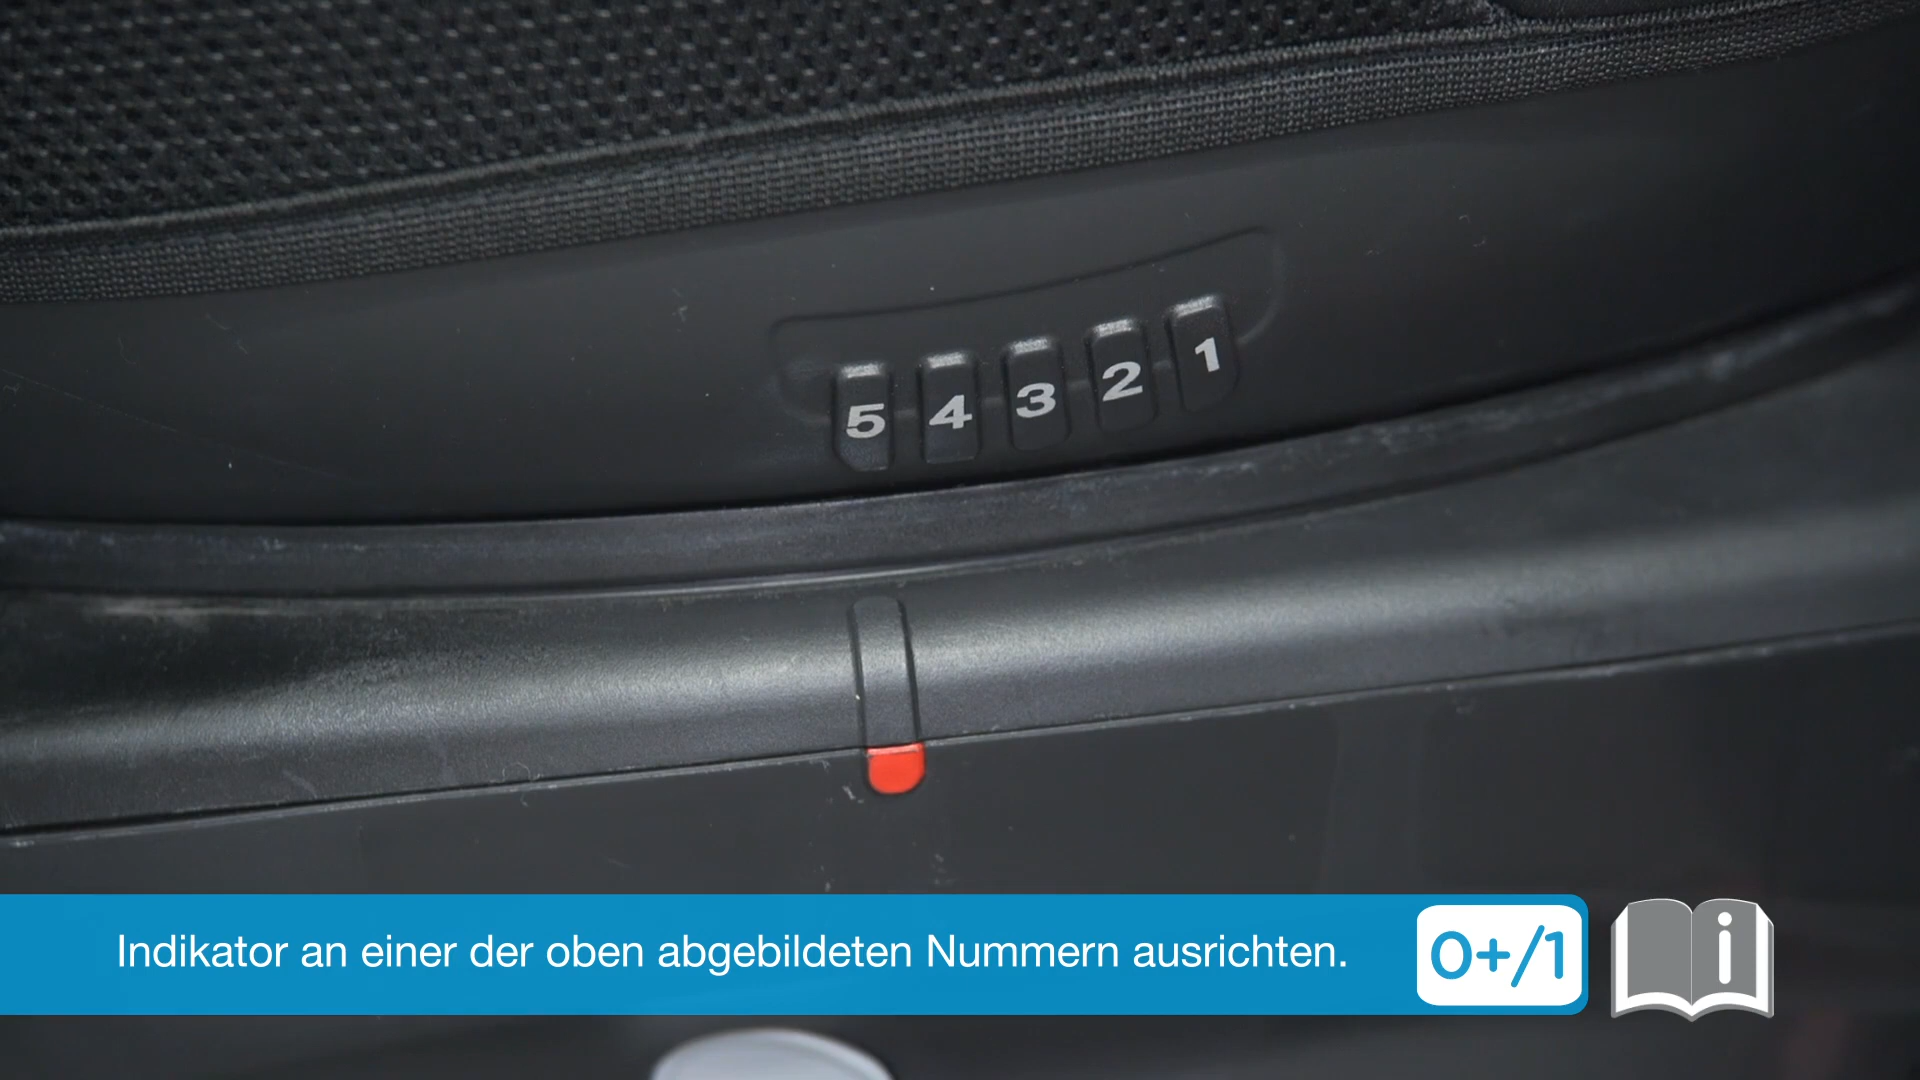 5 4 3 2 1
Indikator an einer der oben abgebildeten Nummern ausrichten.
0+/1
i